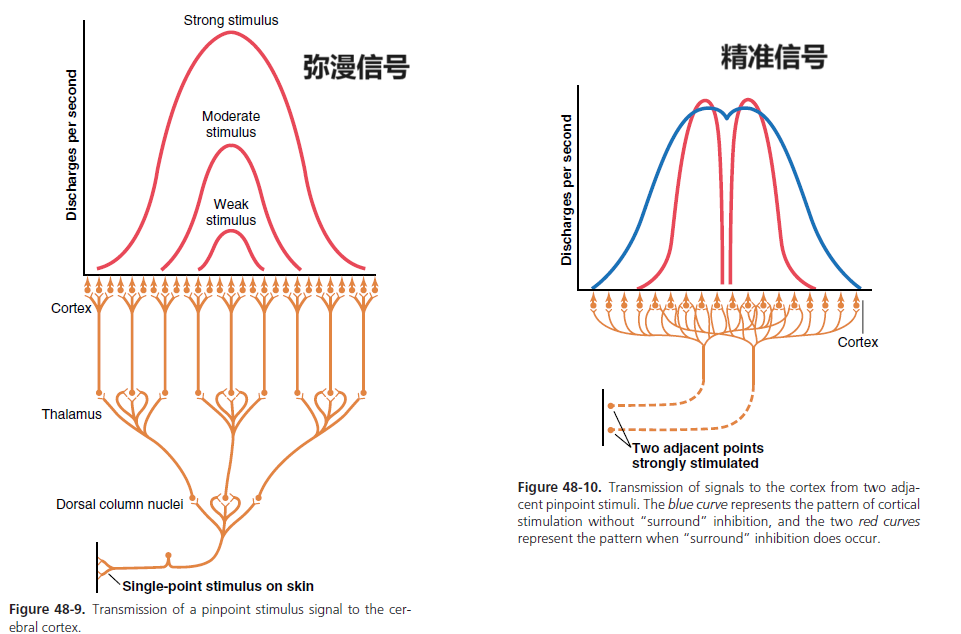 Strong stimulus
弥漫信号
Moderate
stimulus
Weak
stimulus
Discharges per second
Cortex
Thalamus
Dorsal column nuclei
Single-point stimulus on skin
Figure 48-9. Transmission of a pinpoint stimulus signal to the cer-
ebral cortex.
精准信号
Discharges per second
Cortex
Two adjacent points
strongly stimulated
Figure 48-10. Transmission of signals to the cortex from two adja-
cent pinpoint stimuli. The blue curve represents the pattern of cortical
stimulation without “surround” inhibition, and the two red curves
represent the pattern when “surround” inhibition does occur.